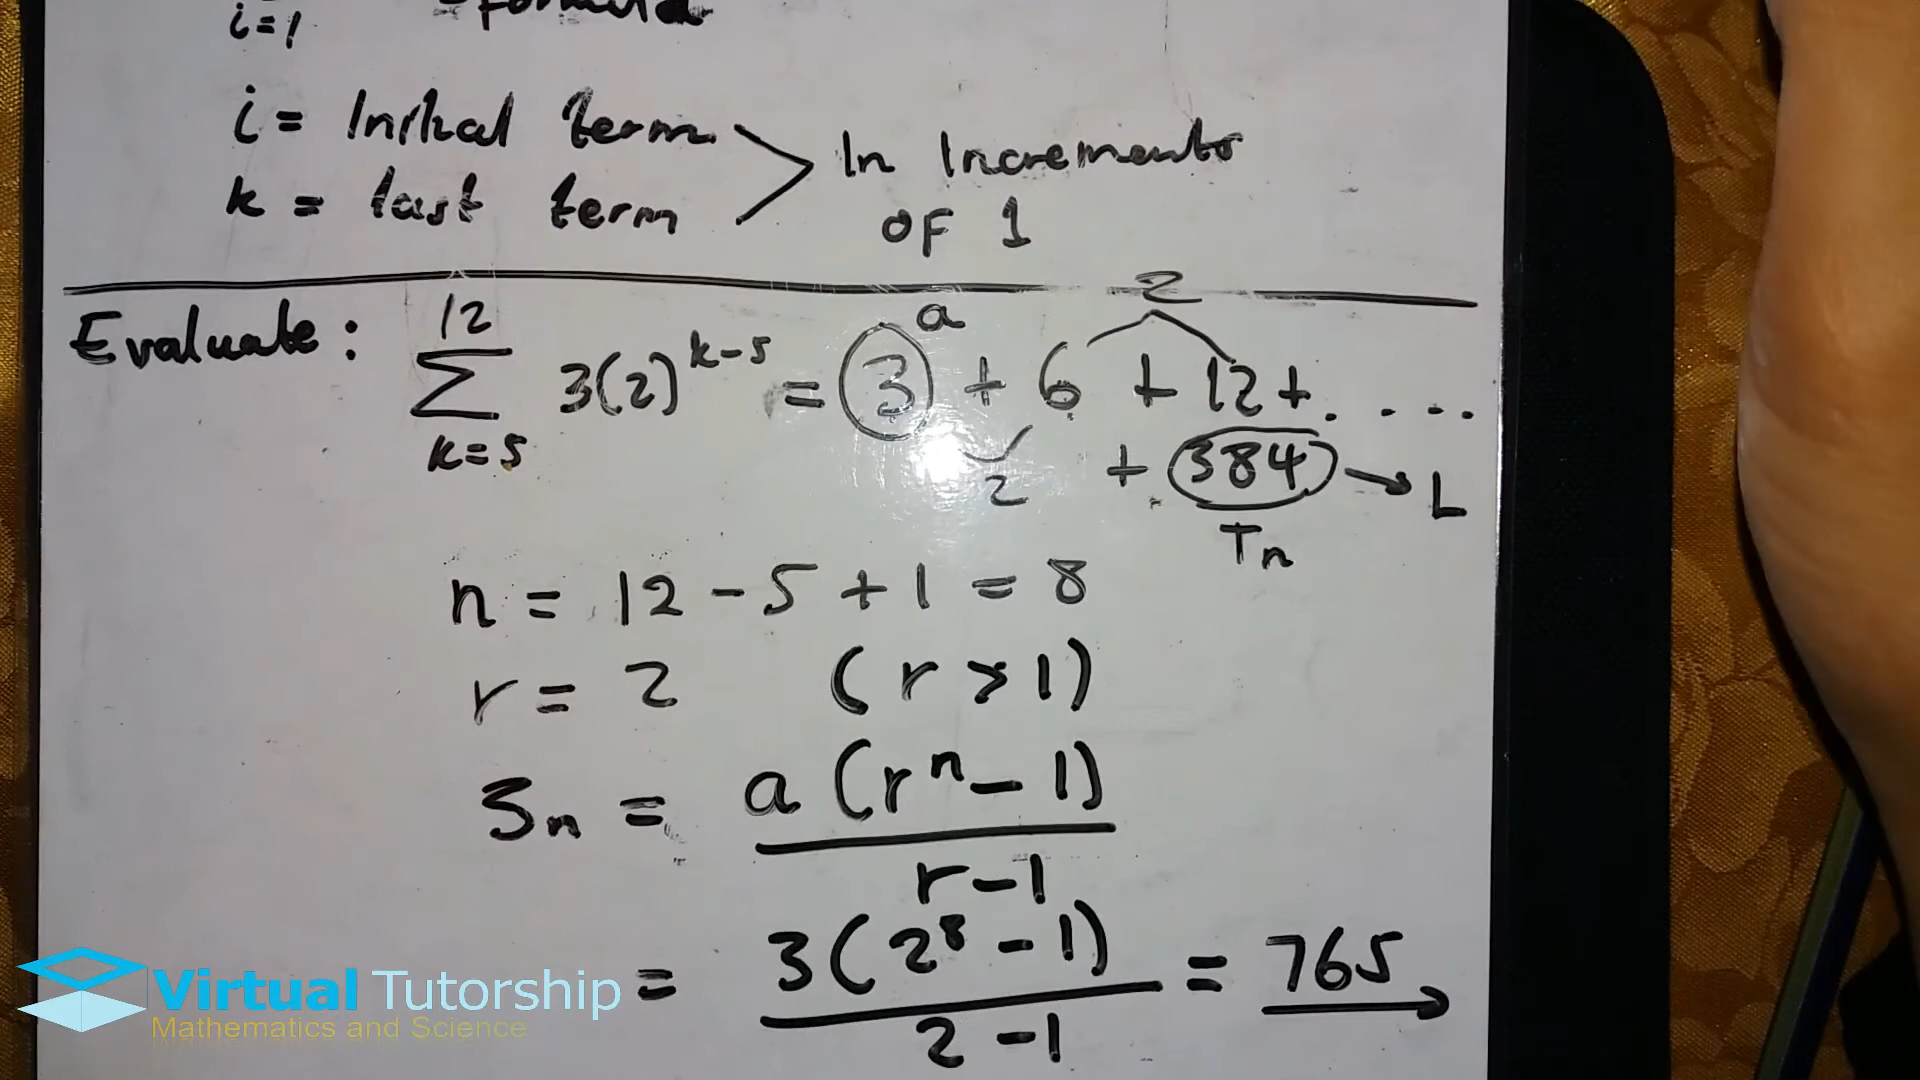 i=1
i = Initial term
k = last term
In Increments
OF 1
Evaluate: 12 ∑ k=5 3(2)^{k-5} = 3 + 6 + 12 + . . . .
a
2
2
+ 384 → L
Tn
n = 12 - 5 + 1 = 8
r = 2 (r > 1)
Sn = a(r^n - 1) / r - 1
= 3(2^8 - 1) / 2 - 1 = 765
Virtual Tutorship
Mathematics and Science